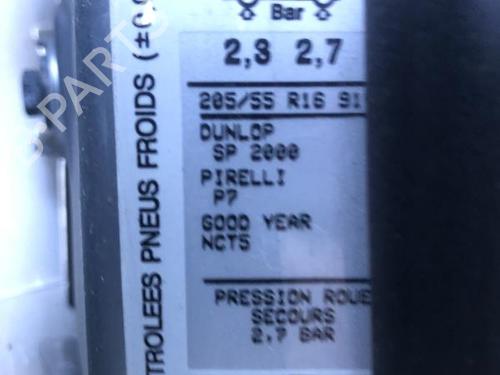 Bar
2,3 2,7
205/55 R16 91
DUNLOP
SP 2000
PIRELLI
P7
GOOD YEAR
NCT5
PRESSION ROUE
SECOURS
2.7 BAR
TROLEES PNEUS FROIDS (±0,